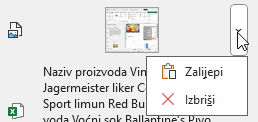 Zalijepi
Izbriši
Naziv proizvoda Vin
Jagermeister liker C
Sport limun Red Bu
voda Voćni sok Ballantine's Pivo